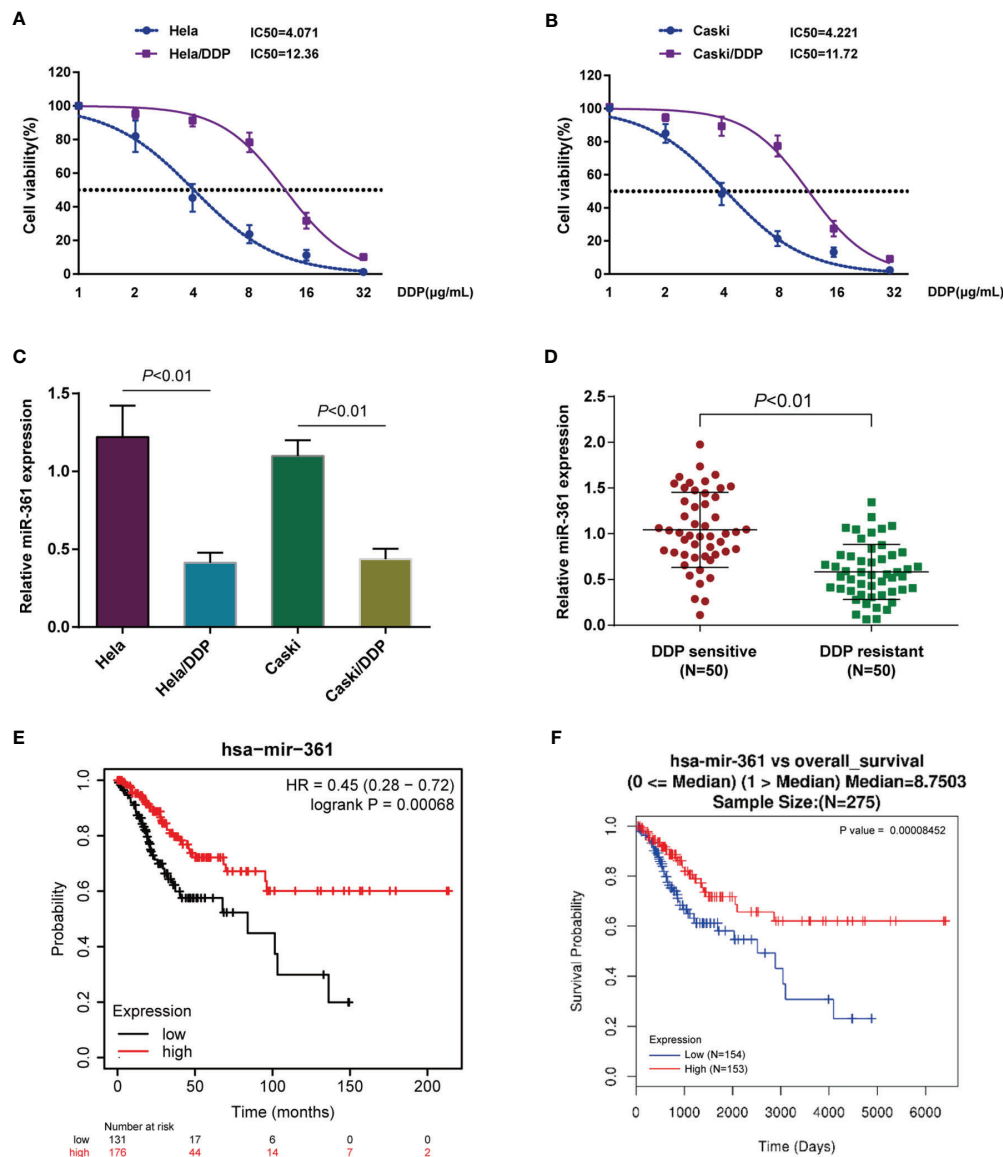 A
Hela IC50=4.071
Hela/DDP IC50=12.36
Cell viability(%)
120
100
80
60
40
20
0
1 2 4 8 16 32 DDP(μg/mL)
B
Caski IC50=4.221
Caski/DDP IC50=11.72
Cell viability(%)
120
100
80
60
40
20
0
1 2 4 8 16 32 DDP(μg/mL)
C
Relative miR-361 expression
1.5
1.0
0.5
0.0
P<0.01
P<0.01
Hela
Hela/DDP
Caski
Caski/DDP
D
Relative miR-361 expression
2.5
2.0
1.5
1.0
0.5
0.0
P<0.01
DDP sensitive
(N=50)
DDP resistant
(N=50)
E
hsa−mir−361
HR = 0.45 (0.28 − 0.72)
logrank P = 0.00068
Probability
1.0
0.8
0.6
0.4
0.2
0.0
Expression
low
high
0 50 100 150 200
Time (months)
Number at risk
low 131 17 6 0 0
high 176 44 14 7 2
F
hsa-mir-361 vs overall_survival
(0 <= Median) (1 > Median) Median=8.7503
Sample Size:(N=275)
P value = 0.00008452
Survival Probability
1.0
0.8
0.6
0.4
0.2
0.0
Expression
Low (N=154)
High (N=153)
0 1000 2000 3000 4000 5000 6000
Time (Days)